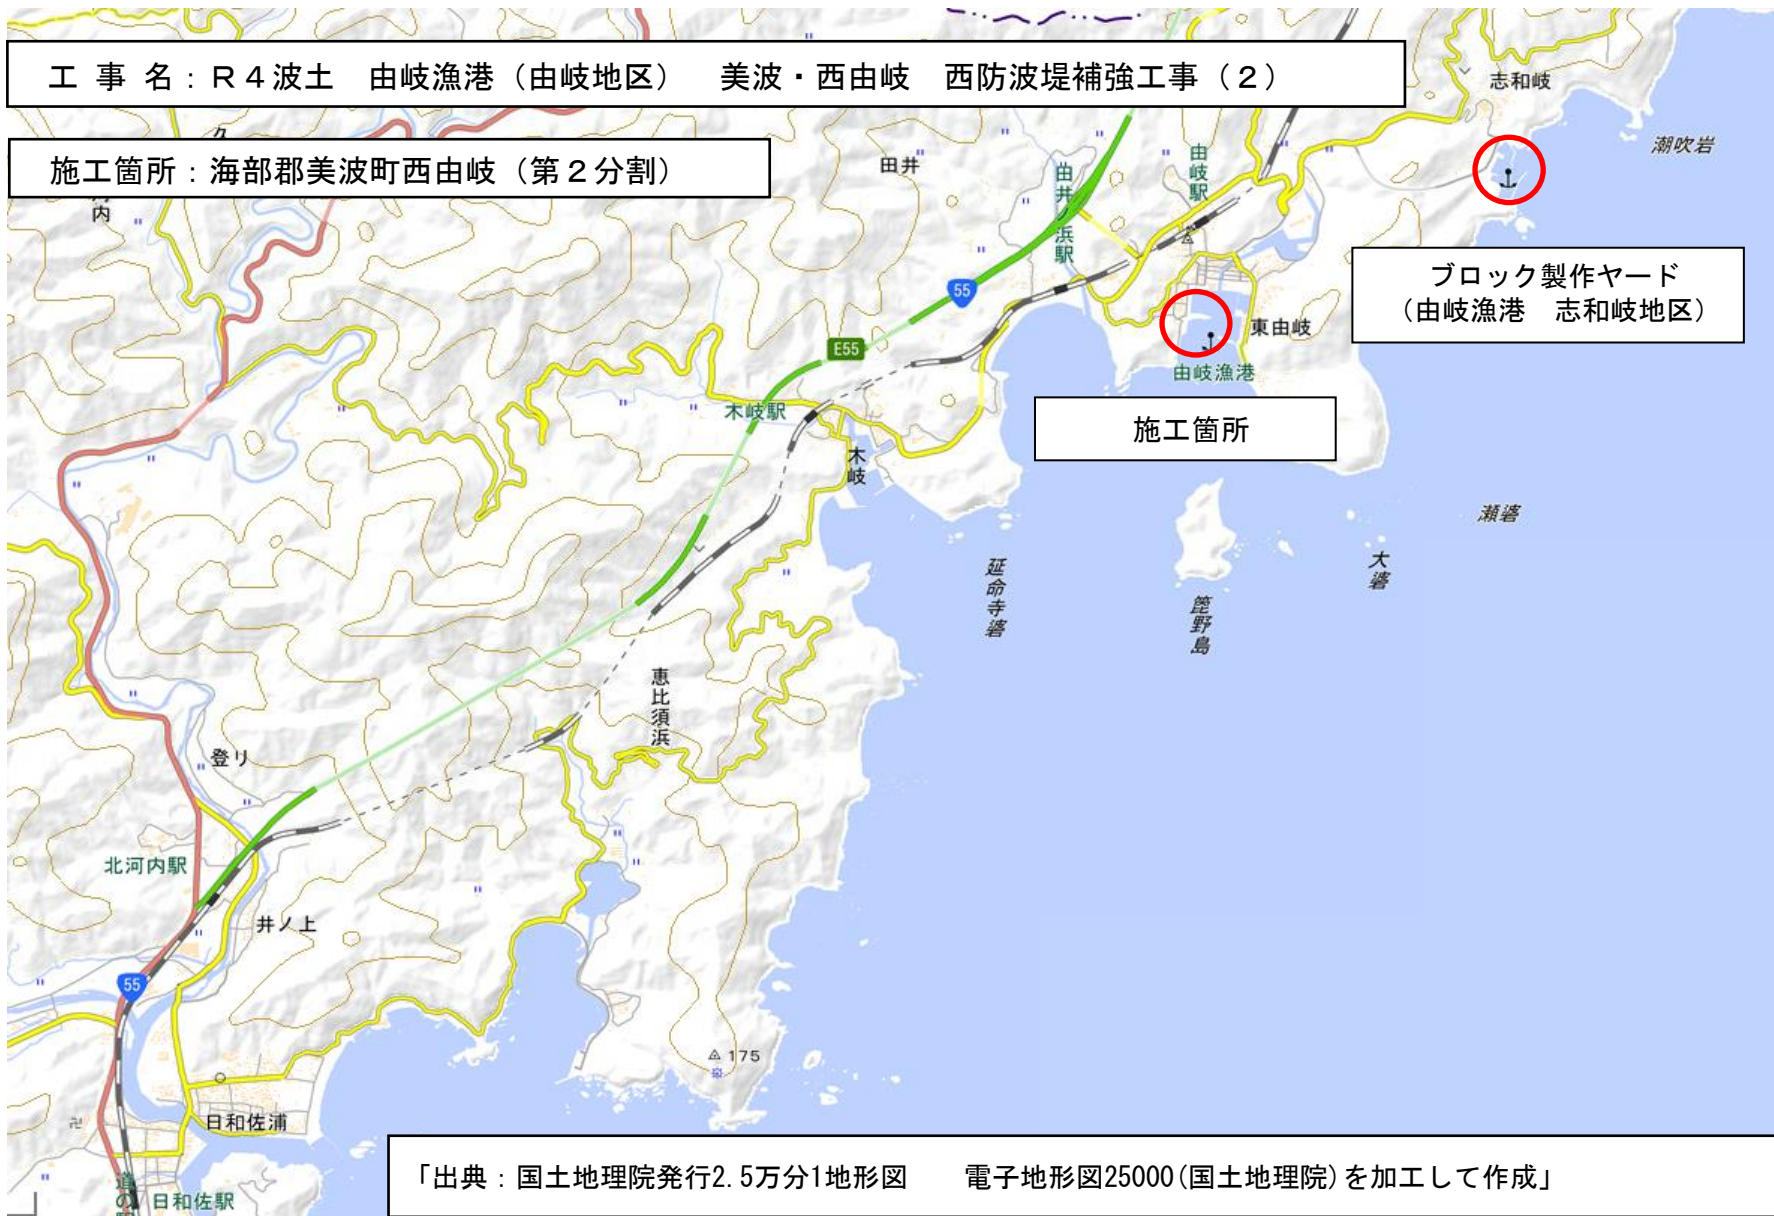 工 事 名：Ｒ４波土　由岐漁港（由岐地区）　美波・西由岐　西防波堤補強工事（２）
施工箇所：海部郡美波町西由岐（第２分割）
志和岐
潮吹岩
田井
由岐駅
由井ノ浜駅
ブロック製作ヤード
（由岐漁港　志和岐地区）
55
東由岐
E55
由岐漁港
木岐駅
施工箇所
木岐
瀬碆
大碆
延命寺碆
箆野島
恵比須浜
登リ
北河内駅
井ノ上
55
175
日和佐浦
日和佐駅
「出典：国土地理院発行2.5万分1地形図　　電子地形図25000(国土地理院)を加工して作成」